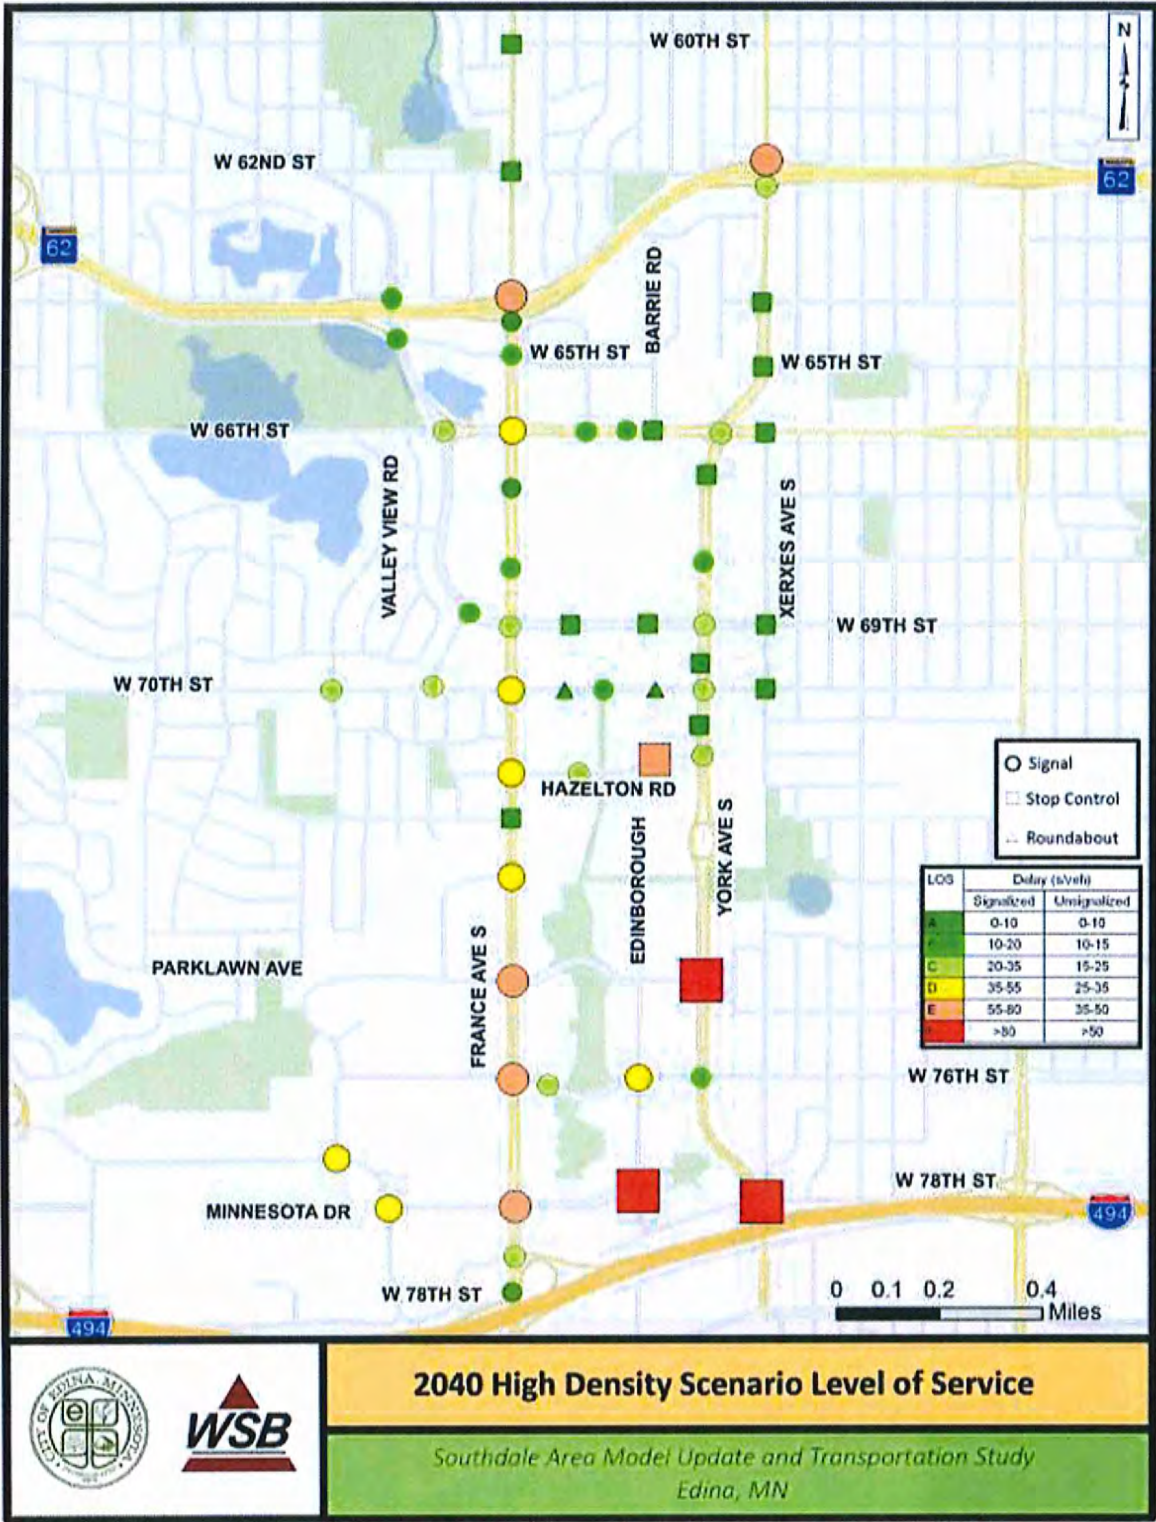 N
W 60TH ST
W 62ND ST
62
62
BARRIE RD
W 65TH ST
W 65TH ST
W 66TH ST
VALLEY VIEW RD
XERXES AVE S
W 69TH ST
W 70TH ST
Signal
Stop Control
Roundabout
HAZELTON RD
EDINBOROUGH
YORK AVE S
LOS Delay (s/veh)
Signalized Unsignalized
A 0-10 0-10
10-20 10-15
C 20-35 15-25
D 35-55 25-35
E 55-80 35-50
>80 >50
FRANCE AVE S
PARKLAWN AVE
W 76TH ST
W 78TH ST
MINNESOTA DR
494
W 78TH ST
0 0.1 0.2 0.4
Miles
494
CITY OF EDINA, MINNESOTA
e
WSB
2040 High Density Scenario Level of Service
Southdale Area Model Update and Transportation Study
Edina, MN